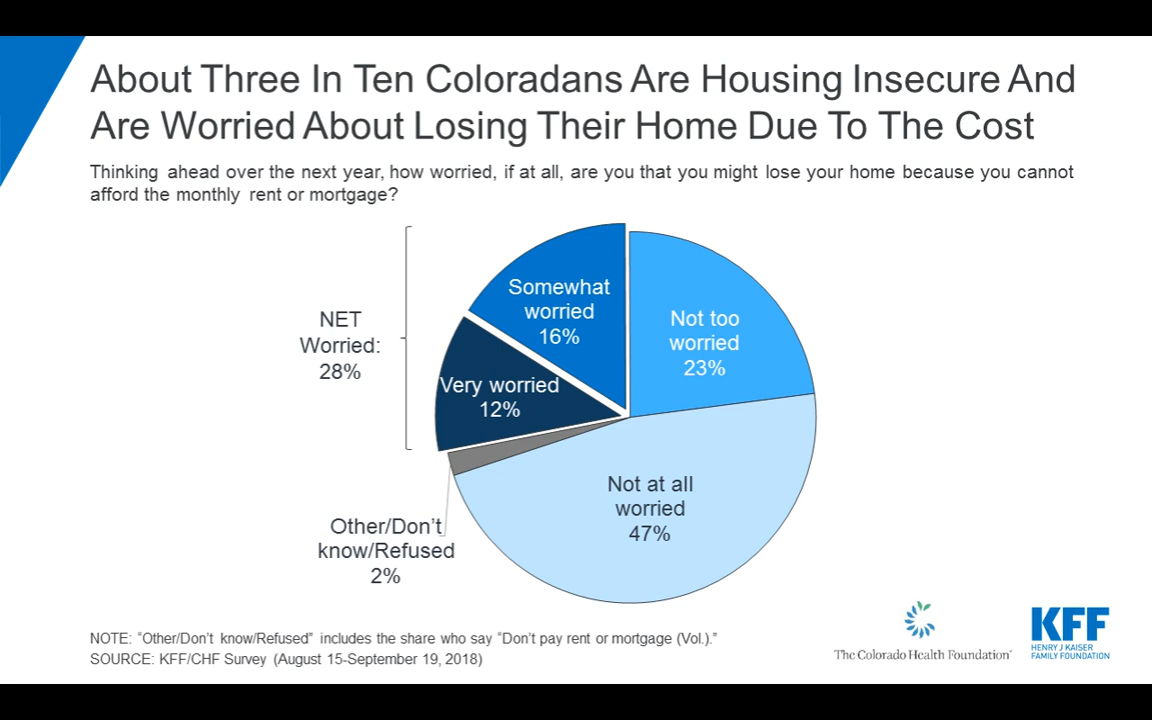 About Three In Ten Coloradans Are Housing Insecure And
Are Worried About Losing Their Home Due To The Cost
Thinking ahead over the next year, how worried, if at all, are you that you might lose your home because you cannot
afford the monthly rent or mortgage?
NET
Worried:
28%
Somewhat
worried
16%
Not too
worried
23%
Very worried
12%
Not at all
worried
47%
Other/Don't
know/Refused
2%
NOTE: "Other/Don't know/Refused" includes the share who say "Don't pay rent or mortgage (Vol.)."
SOURCE: KFF/CHF Survey (August 15-September 19, 2018)
The Colorado Health Foundation
KFF
HENRY J KAISER
FAMILY FOUNDATION